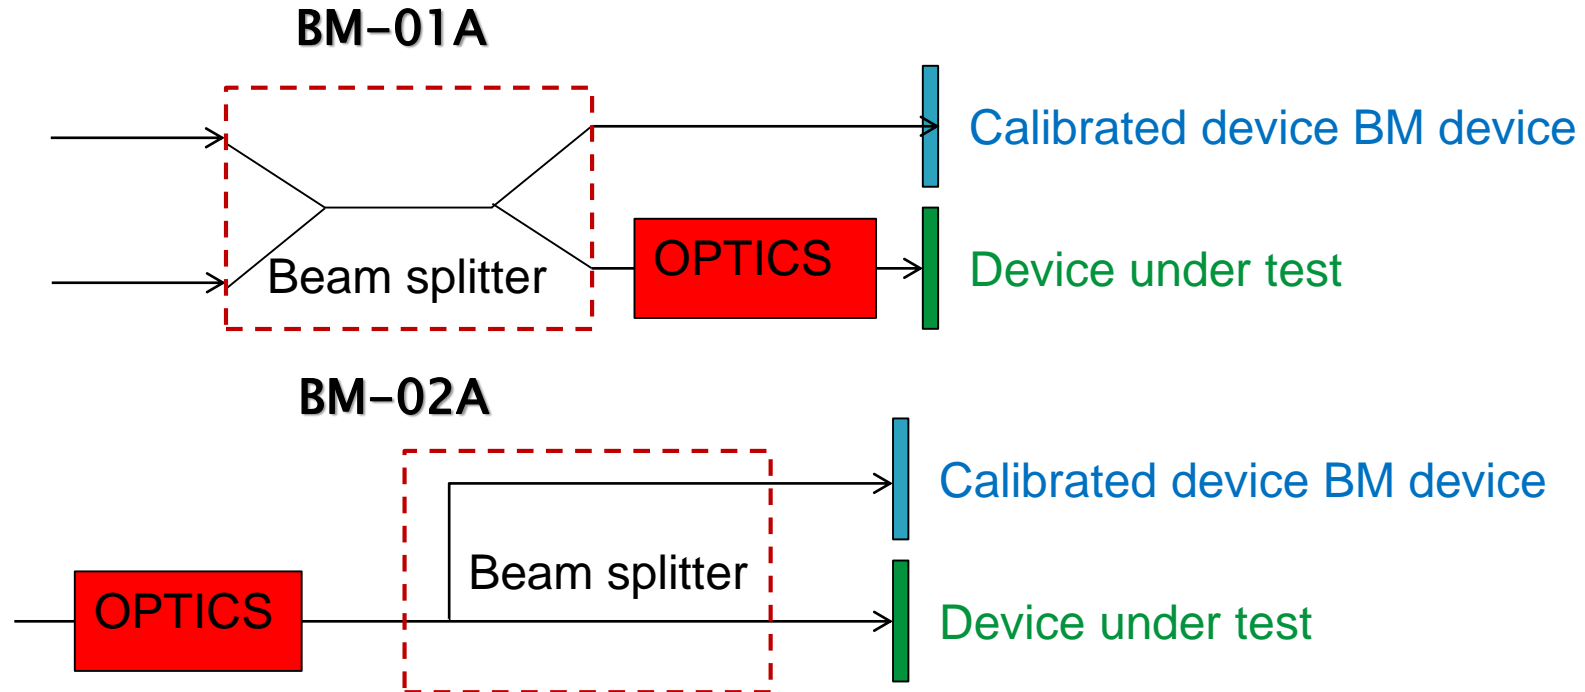 BM-01A
Calibrated device BM device
OPTICS
Beam splitter
Device under test
BM-02A
Calibrated device BM device
Beam splitter
OPTICS
Device under test